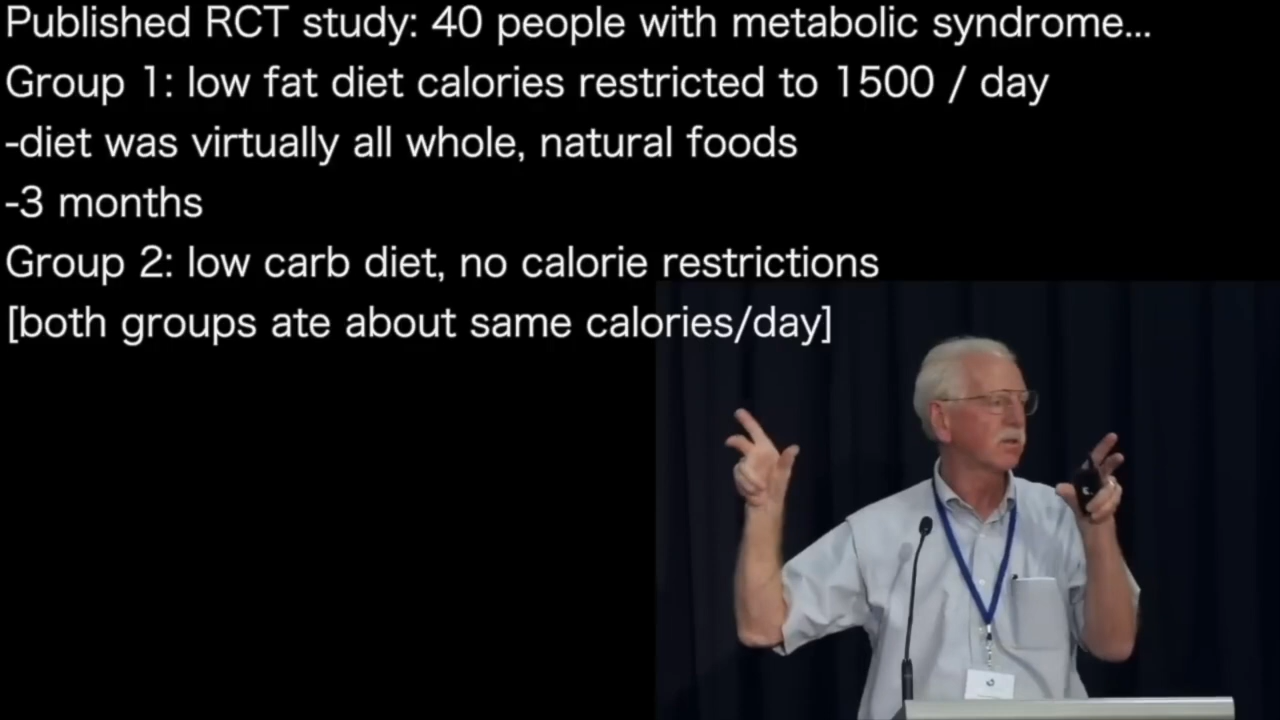 Published RCT study: 40 people with metabolic syndrome...
Group 1: low fat diet calories restricted to 1500 / day
-diet was virtually all whole, natural foods
-3 months
Group 2: low carb diet, no calorie restrictions
[both groups ate about same calories/day]